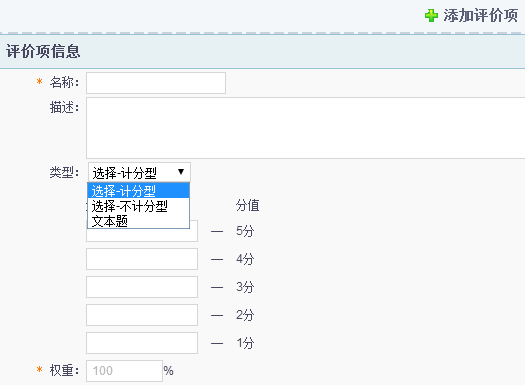 添加评价项
评价项信息
* 名称：
描述：
类型： 选择-计分型
选择-计分型
选择-不计分型
文本题
分值
— 5分
— 4分
— 3分
— 2分
— 1分
* 权重： 100 %